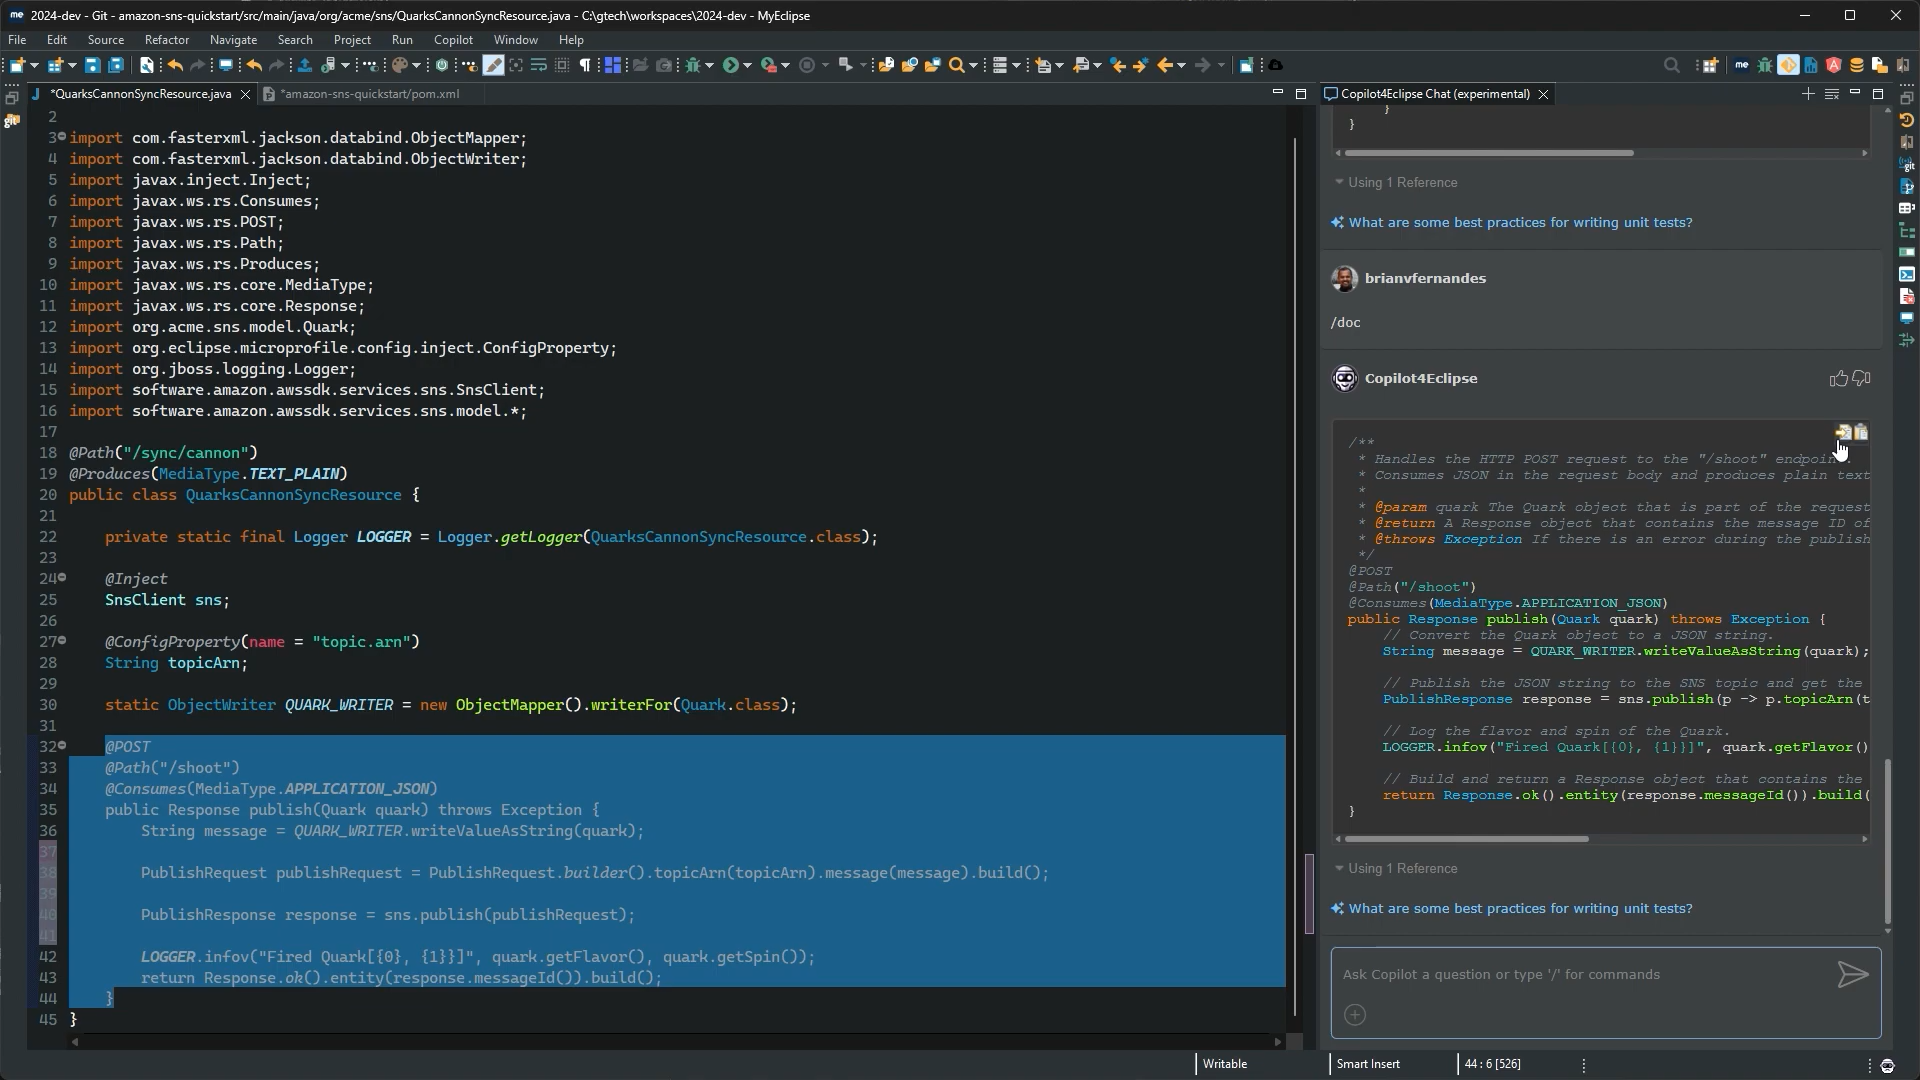 2024-dev - Git - amazon-sns-quickstart/src/main/java/org/acme/sns/QuarksCannonSyncResource.java - C:\gtech\workspaces\2024-dev - MyEclipse
File Edit Source Refactor Navigate Search Project Run Copilot Window Help
*QuarksCannonSyncResource.java
*amazon-sns-quickstart/pom.xml
2
3 import com.fasterxml.jackson.databind.ObjectMapper;
4 import com.fasterxml.jackson.databind.ObjectWriter;
5 import javax.inject.Inject;
6 import javax.ws.rs.Consumes;
7 import javax.ws.rs.POST;
8 import javax.ws.rs.Path;
9 import javax.ws.rs.Produces;
10 import javax.ws.rs.core.MediaType;
11 import javax.ws.rs.core.Response;
12 import org.acme.sns.model.Quark;
13 import org.eclipse.microprofile.config.inject.ConfigProperty;
14 import org.jboss.logging.Logger;
15 import software.amazon.awssdk.services.sns.SnsClient;
16 import software.amazon.awssdk.services.sns.model.*;
17
18 @Path("/sync/cannon")
19 @Produces(MediaType.TEXT_PLAIN)
20 public class QuarksCannonSyncResource {
21
22 private static final Logger LOGGER = Logger.getLogger(QuarksCannonSyncResource.class);
23
24 @Inject
25 SnsClient sns;
26
27 @ConfigProperty(name = "topic.arn")
28 String topicArn;
29
30 static ObjectWriter QUARK_WRITER = new ObjectMapper().writerFor(Quark.class);
31
32 @POST
33 @Path("/shoot")
34 @Consumes(MediaType.APPLICATION_JSON)
35 public Response publish(Quark quark) throws Exception {
36 String message = QUARK_WRITER.writeValueAsString(quark);
37
38 PublishRequest publishRequest = PublishRequest.builder().topicArn(topicArn).message(message).build();
39
40 PublishResponse response = sns.publish(publishRequest);
41
42 LOGGER.infov("Fired Quark[{0}, {1}}]", quark.getFlavor(), quark.getSpin());
43 return Response.ok().entity(response.messageId()).build();
44 }
45 }
Copilot4Eclipse Chat (experimental)
}
}
Using 1 Reference
What are some best practices for writing unit tests?
brianvfernandes
/doc
Copilot4Eclipse
/**
* Handles the HTTP POST request to the "/shoot"
* Consumes JSON in the request body and produces plain text
*
* @param quark The Quark object that is part of the request
* @return A Response object that contains the message ID of
* @throws Exception If there is an error during the publish
*/
@POST
@Path("/shoot")
@Consumes(MediaType.APPLICATION_JSON)
public Response publish(Quark quark) throws Exception {
// Convert the Quark object to a JSON string.
String message = QUARK_WRITER.writeValueAsString(quark);
// Publish the JSON string to the SNS topic and get the
PublishResponse response = sns.publish(p -> p.topicArn(t
// Log the flavor and spin of the Quark.
LOGGER.infov("Fired Quark[{0}, {1}}]", quark.getFlavor()
// Build and return a Response object that contains the
return Response.ok().entity(response.messageId()).build(
}
Using 1 Reference
What are some best practices for writing unit tests?
Ask Copilot a question or type '/' for commands
Writable
Smart Insert
44 : 6 [526]